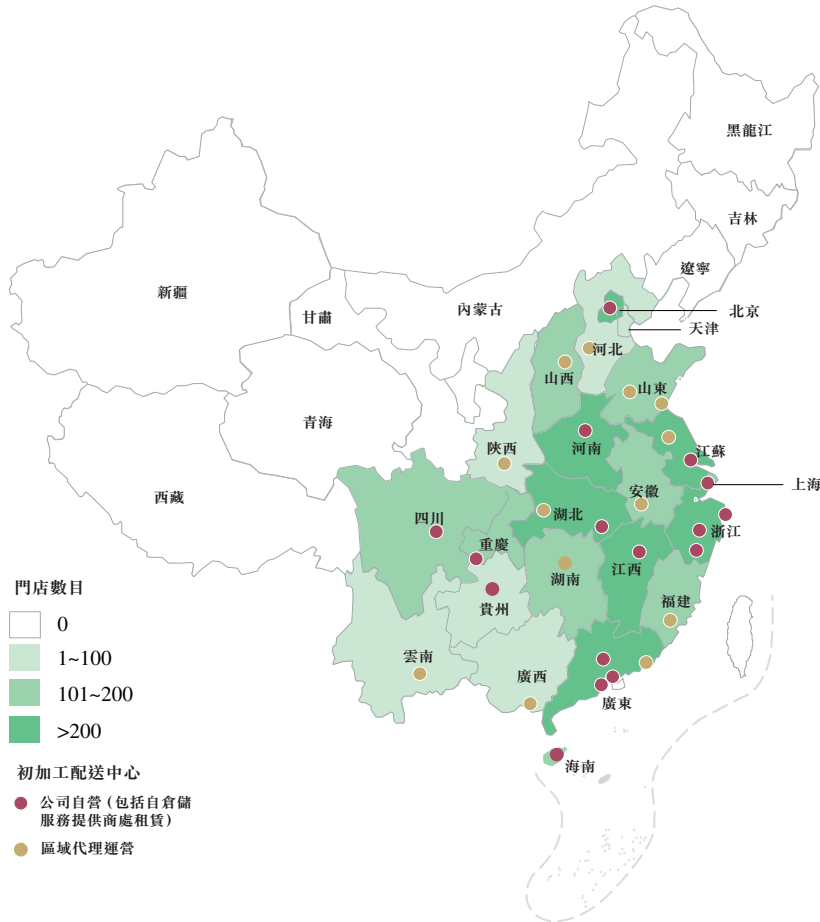 黑龍江
吉林
遼寧
新疆
內蒙古
甘肅
北京
天津
河北
山西
山東
青海
陝西
河南
江蘇
上海
西藏
安徽
四川
湖北
浙江
重慶
江西
湖南
貴州
福建
雲南
廣西
廣東
海南
門店數目
0
1~100
101~200
>200
初加工配送中心
公司自營 (包括自倉儲
服務提供商處租賃)
區域代理運營